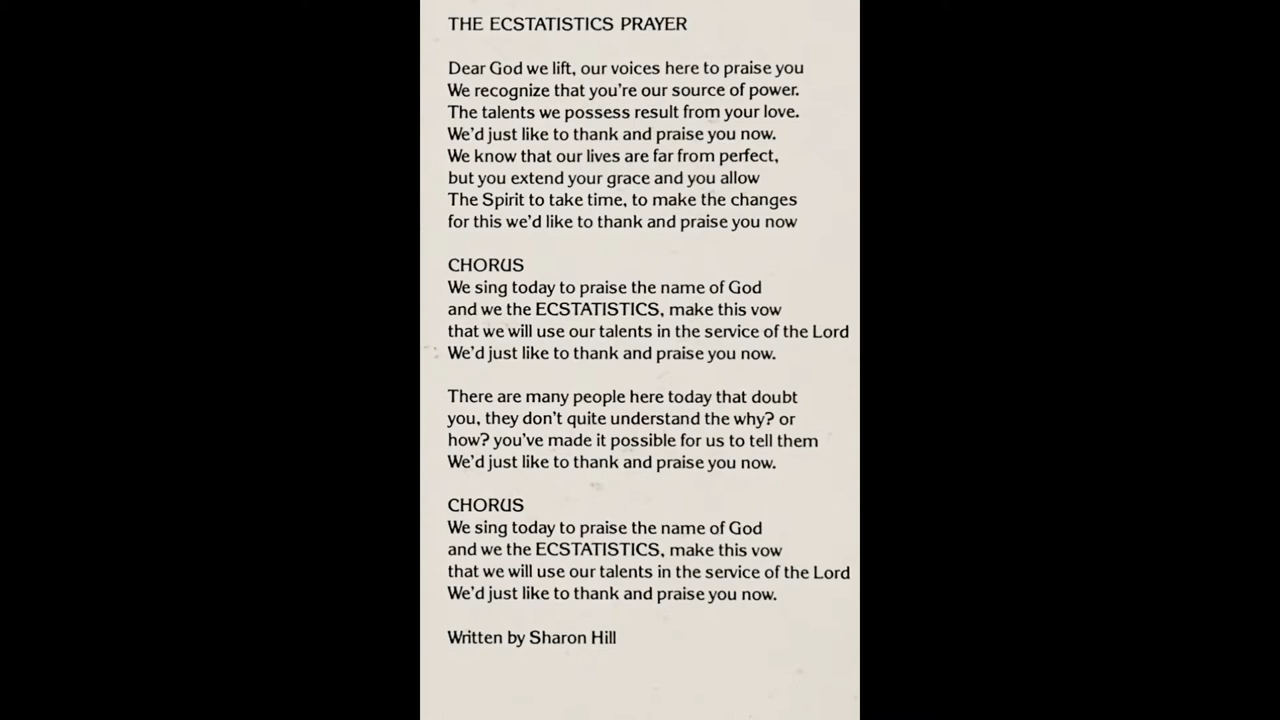 THE ECSTATISTICS PRAYER
Dear God we lift, our voices here to praise you
We recognize that you're our source of power.
The talents we possess result from your love.
We'd just like to thank and praise you now.
We know that our lives are far from perfect,
but you extend your grace and you allow
The Spirit to take time, to make the changes
for this we'd like to thank and praise you now
CHORUS
We sing today to praise the name of God
and we the ECSTATISTICS, make this vow
that we will use our talents in the service of the Lord
We'd just like to thank and praise you now.
There are many people here today that doubt
you, they don't quite understand the why? or
how? you've made it possible for us to tell them
We'd just like to thank and praise you now.
CHORUS
We sing today to praise the name of God
and we the ECSTATISTICS, make this vow
that we will use our talents in the service of the Lord
We'd just like to thank and praise you now.
Written by Sharon Hill